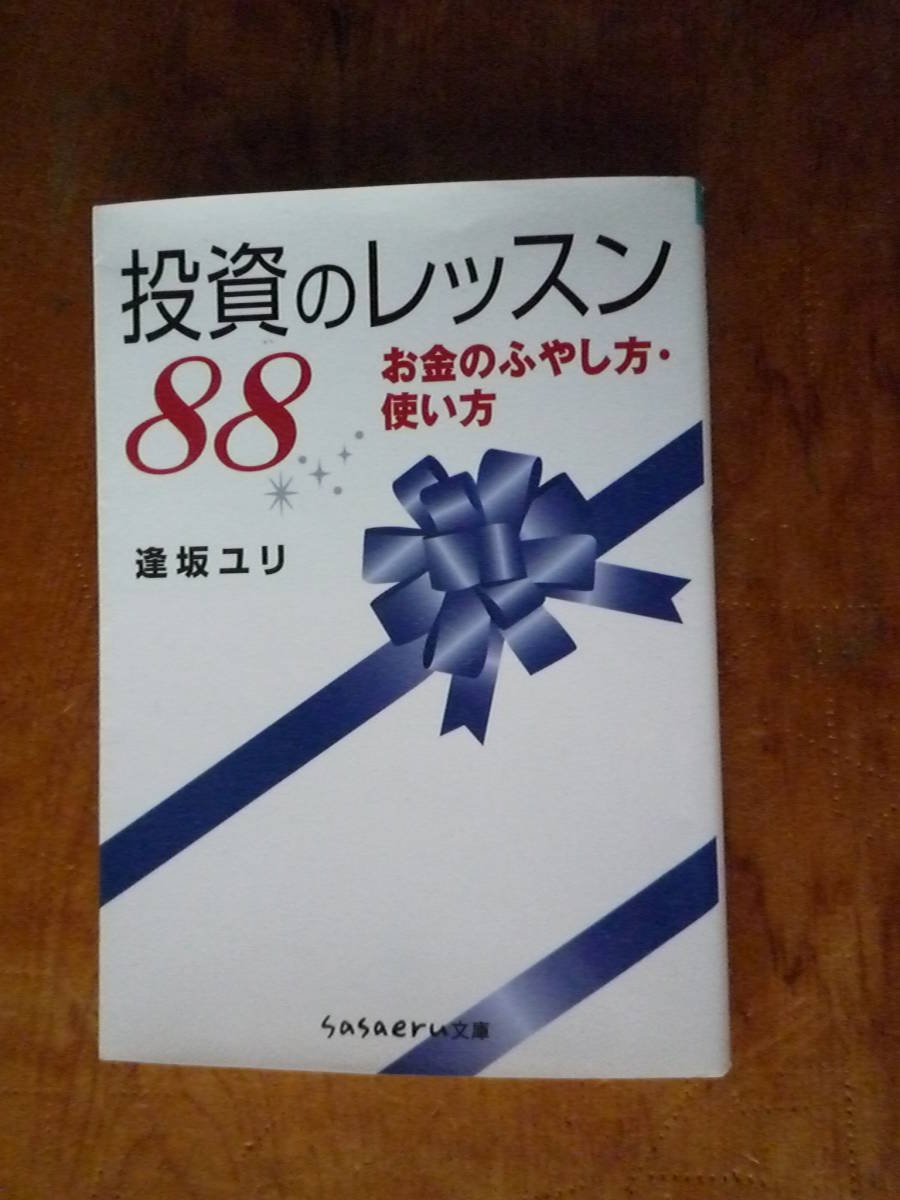 投資のレッスン
88
お金のふやし方・
使い方
逢坂ユリ
sasaeru文庫